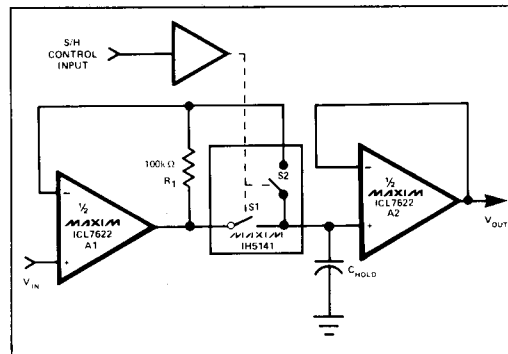 S/H
CONTROL
INPUT
100kΩ
R1
S2
S1
MAXIM
IH5141
−
½
MAXIM
ICL7622
A1
+
VIN
−
½
MAXIM
ICL7622
A2
+
VOUT
CHOLD